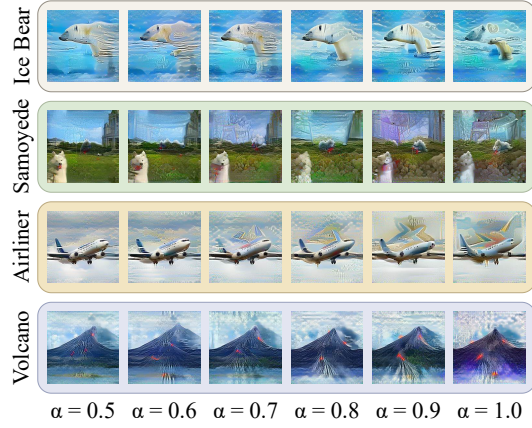 Ice Bear
Samoyede
Airliner
Volcano
α = 0.5 α = 0.6 α = 0.7 α = 0.8 α = 0.9 α = 1.0